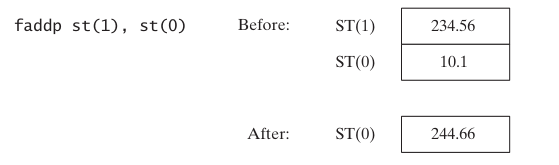 faddp st(1), st(0) Before: ST(1) 234.56
ST(0) 10.1
After: ST(0) 244.66